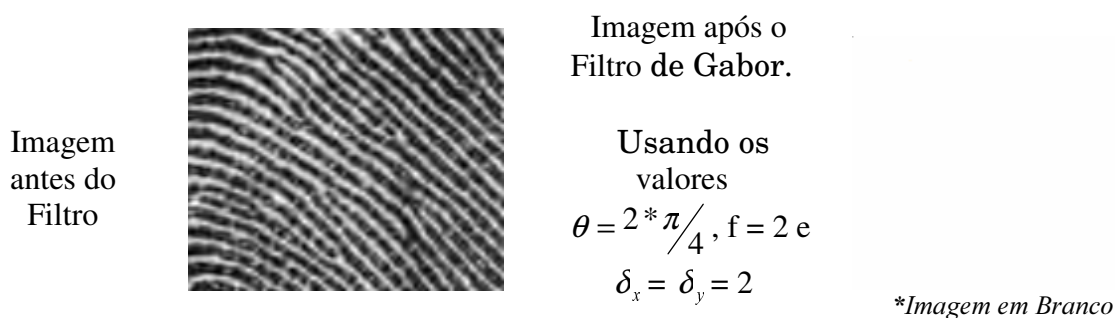 Imagem
antes do
Filtro
Imagem após o
Filtro de Gabor.
Usando os
valores
θ = 2 * π/4 , f = 2 e
δx = δy = 2
*Imagem em Branco